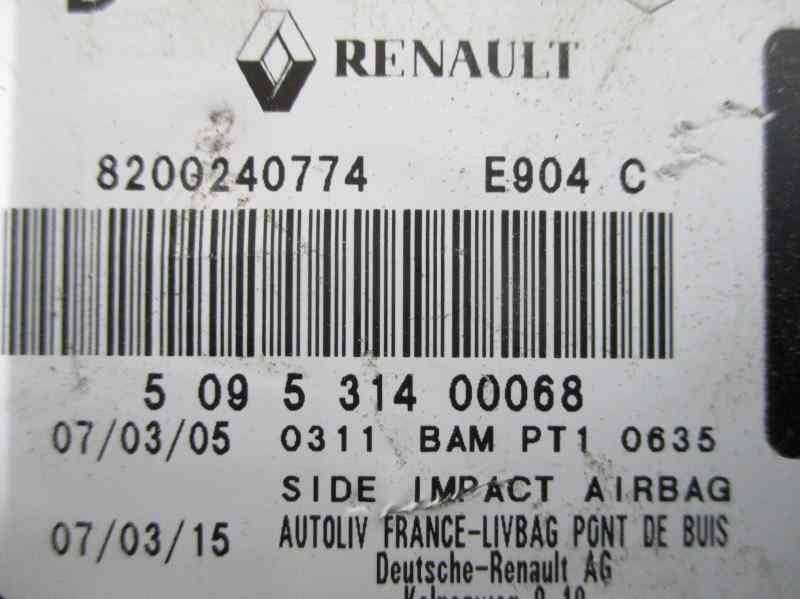 RENAULT
8200240774 E904 C
5 09 5 314 00068
07/03/05 0311 BAM PT1 0635
SIDE IMPACT AIRBAG
07/03/15 AUTOLIV FRANCE-LIVBAG PONT DE BUIS
Deutsche-Renault AG